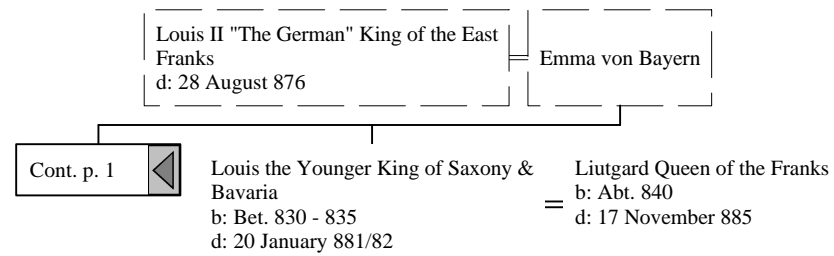 Louis II "The German" King of the East
Franks
d: 28 August 876
=
Emma von Bayern
Cont. p. 1
Louis the Younger King of Saxony &
Bavaria
b: Bet. 830 - 835
d: 20 January 881/82
=
Liutgard Queen of the Franks
b: Abt. 840
d: 17 November 885